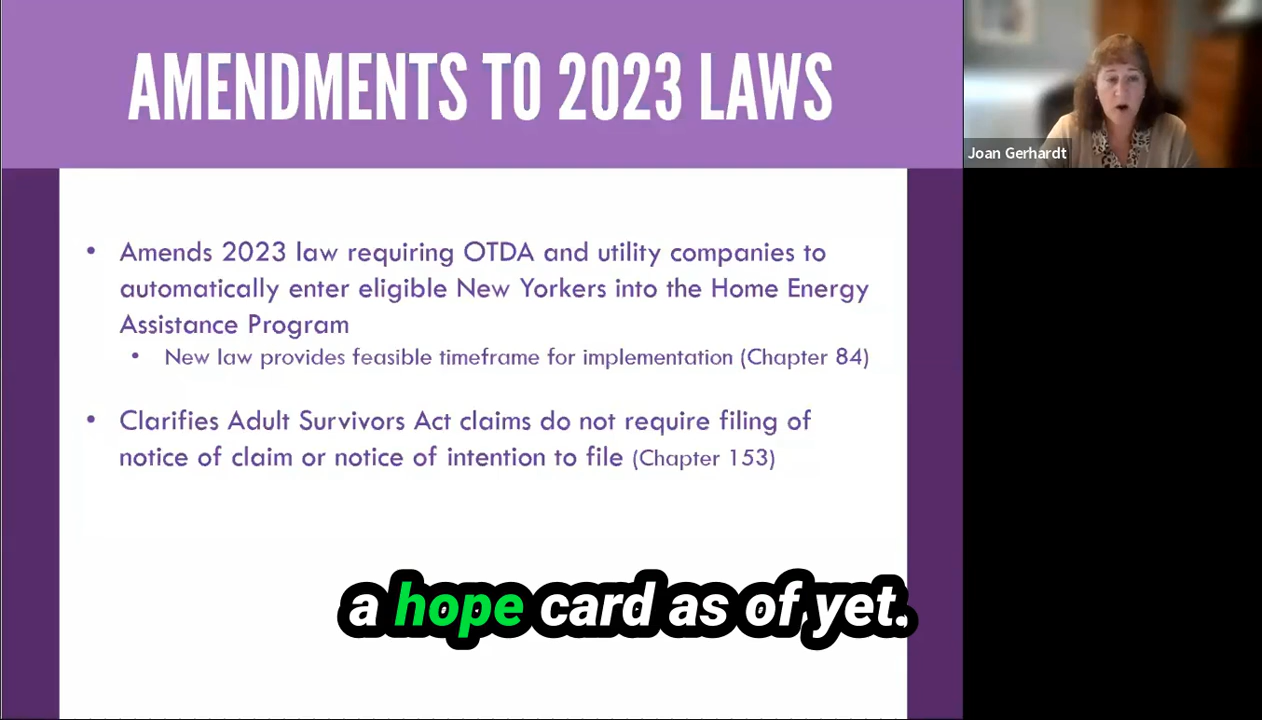 AMENDMENTS TO 2023 LAWS
Joan Gerhardt
• Amends 2023 law requiring OTDA and utility companies to
automatically enter eligible New Yorkers into the Home Energy
Assistance Program
• New law provides feasible timeframe for implementation (Chapter 84)
• Clarifies Adult Survivors Act claims do not require filing of
notice of claim or notice of intention to file (Chapter 153)
a hope card as of yet.